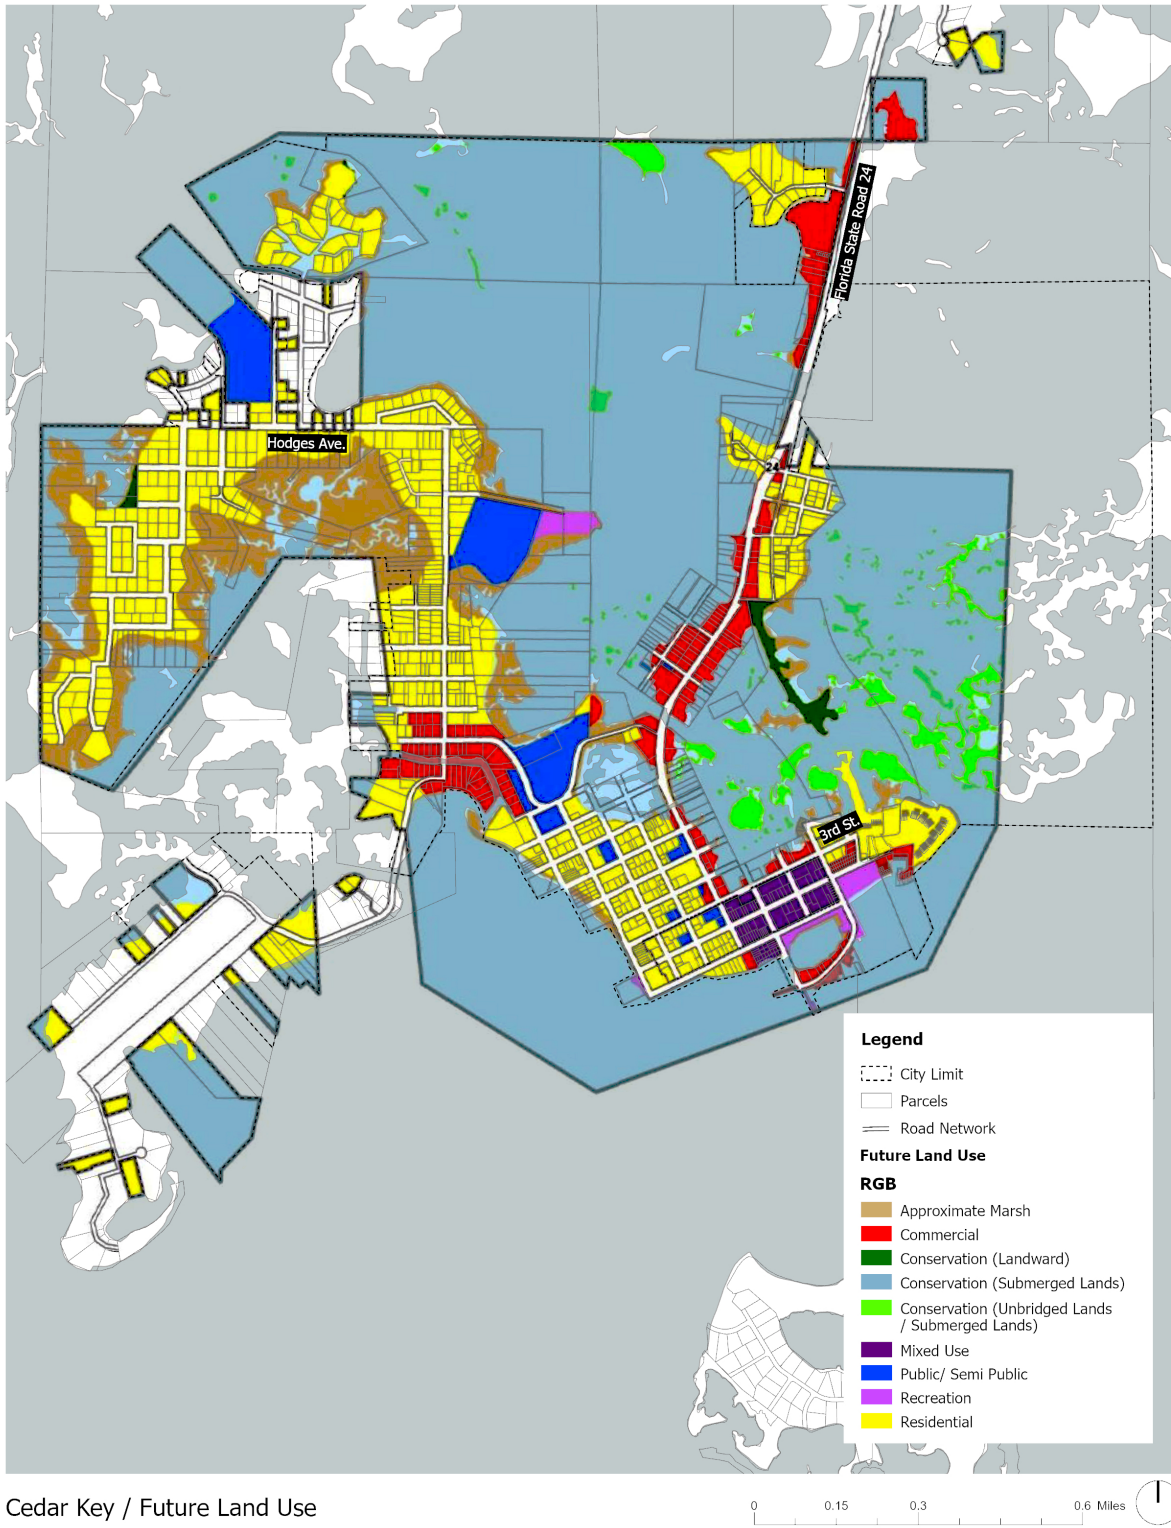 Florida State Road 24
Hodges Ave.
24
3rd St.
Legend
City Limit
Parcels
Road Network
Future Land Use
RGB
Approximate Marsh
Commercial
Conservation (Landward)
Conservation (Submerged Lands)
Conservation (Unbridged Lands
/ Submerged Lands)
Mixed Use
Public/ Semi Public
Recreation
Residential
Cedar Key / Future Land Use
0 0.15 0.3 0.6 Miles